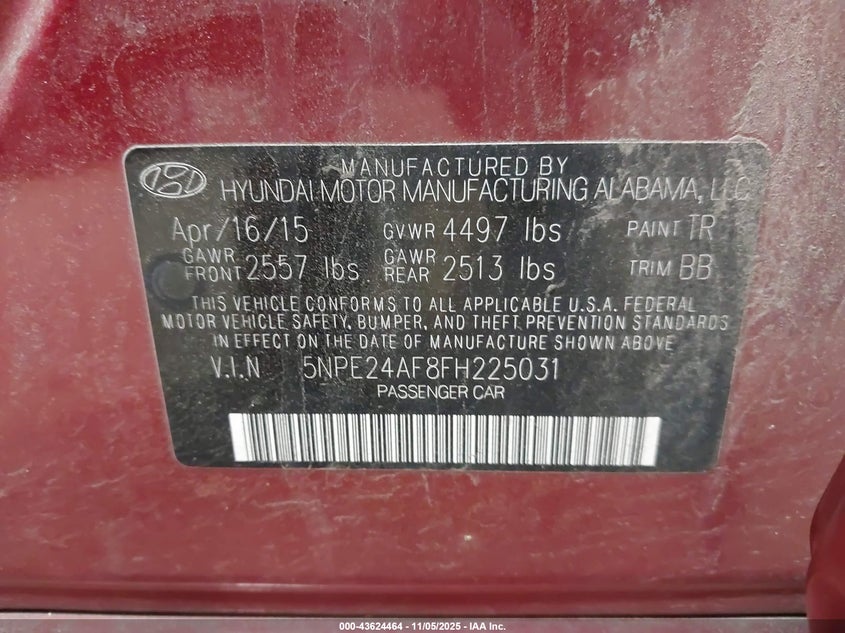 MANUFACTURED BY
HYUNDAI MOTOR MANUFACTURING ALABAMA, LLC
Apr/16/15 GVWR 4497 lbs PAINT TR
GAWR FRONT 2557 lbs GAWR REAR 2513 lbs TRIM BB
THIS VEHICLE CONFORMS TO ALL APPLICABLE U.S.A. FEDERAL
MOTOR VEHICLE SAFETY, BUMPER, AND THEFT PREVENTION STANDARDS
IN EFFECT ON THE DATE OF MANUFACTURE SHOWN ABOVE.
V.I.N 5NPE24AF8FH225031
PASSENGER CAR
000-43624464 - 11/05/2025 - IAA Inc.